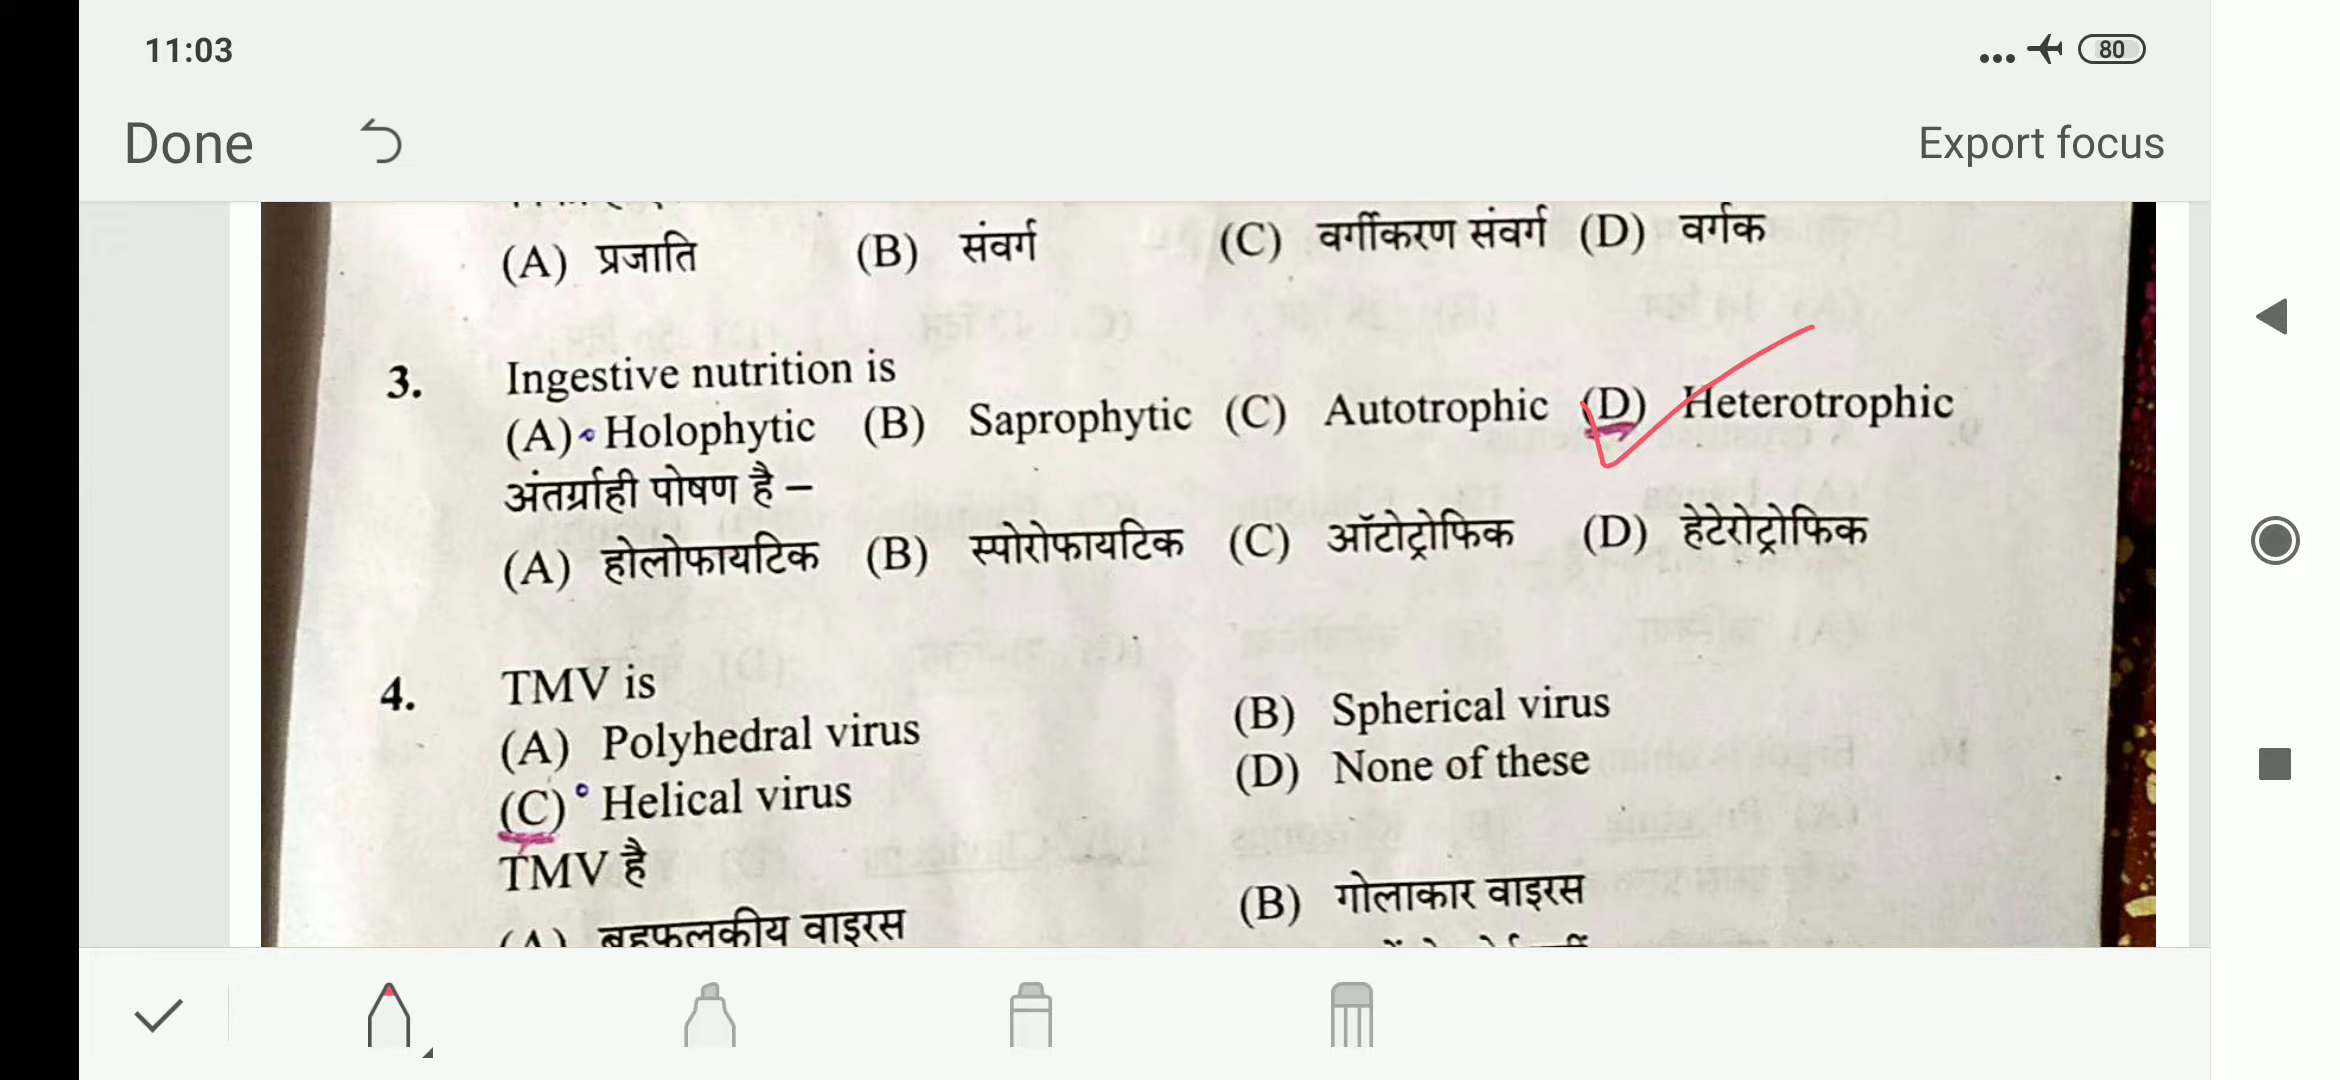 11:03
80
Done
Export focus
(A) प्रजाति (B) संवर्ग (C) वर्गीकरण संवर्ग (D) वर्गक
3. Ingestive nutrition is
(A) Holophytic (B) Saprophytic (C) Autotrophic (D) Heterotrophic
अंतर्ग्राही पोषण है –
(A) होलोफायटिक (B) स्पोरोफायटिक (C) ऑटोट्रोफिक (D) हेटेरोट्रोफिक
4. TMV is
(A) Polyhedral virus (B) Spherical virus
(C) Helical virus (D) None of these
TMV है
(A) बहुफलकीय वाइरस (B) गोलाकार वाइरस